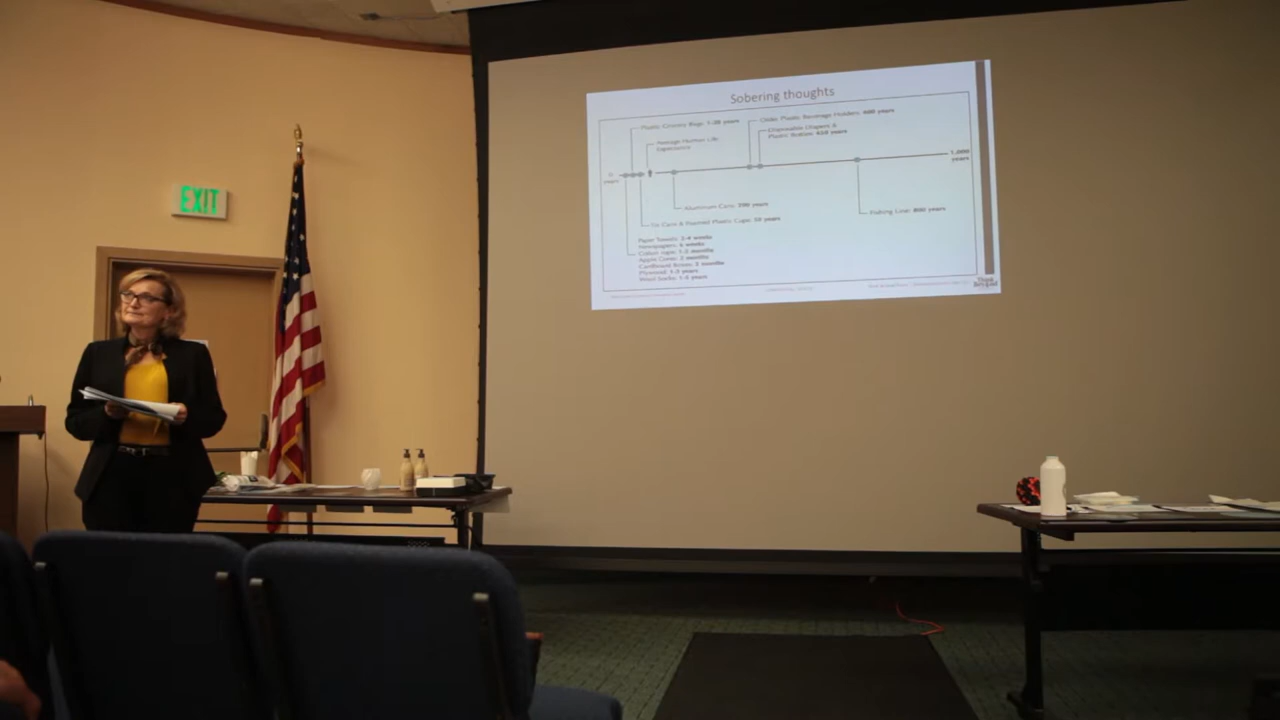 EXIT
Sobering thoughts
Plastic Grocery Bags: 1-20 years
Average Human Life
Expectancy
Older Plastic Beverage Holders: 400 years
Disposable Diapers &
Plastic Bottles: 450 years
0
years
1,000
years
Aluminum Cans: 200 years
Tin Cans & Foamed Plastic Cups: 50 years
Fishing Line: 600 years
Paper Towels: 2-4 weeks
Newspapers: 6 weeks
Cotton rope: 1-5 months
Apple Cores: 2 months
Cardboard Boxes: 2 months
Plywood: 1-3 years
Wool Socks: 1-5 years
Think
Beyond